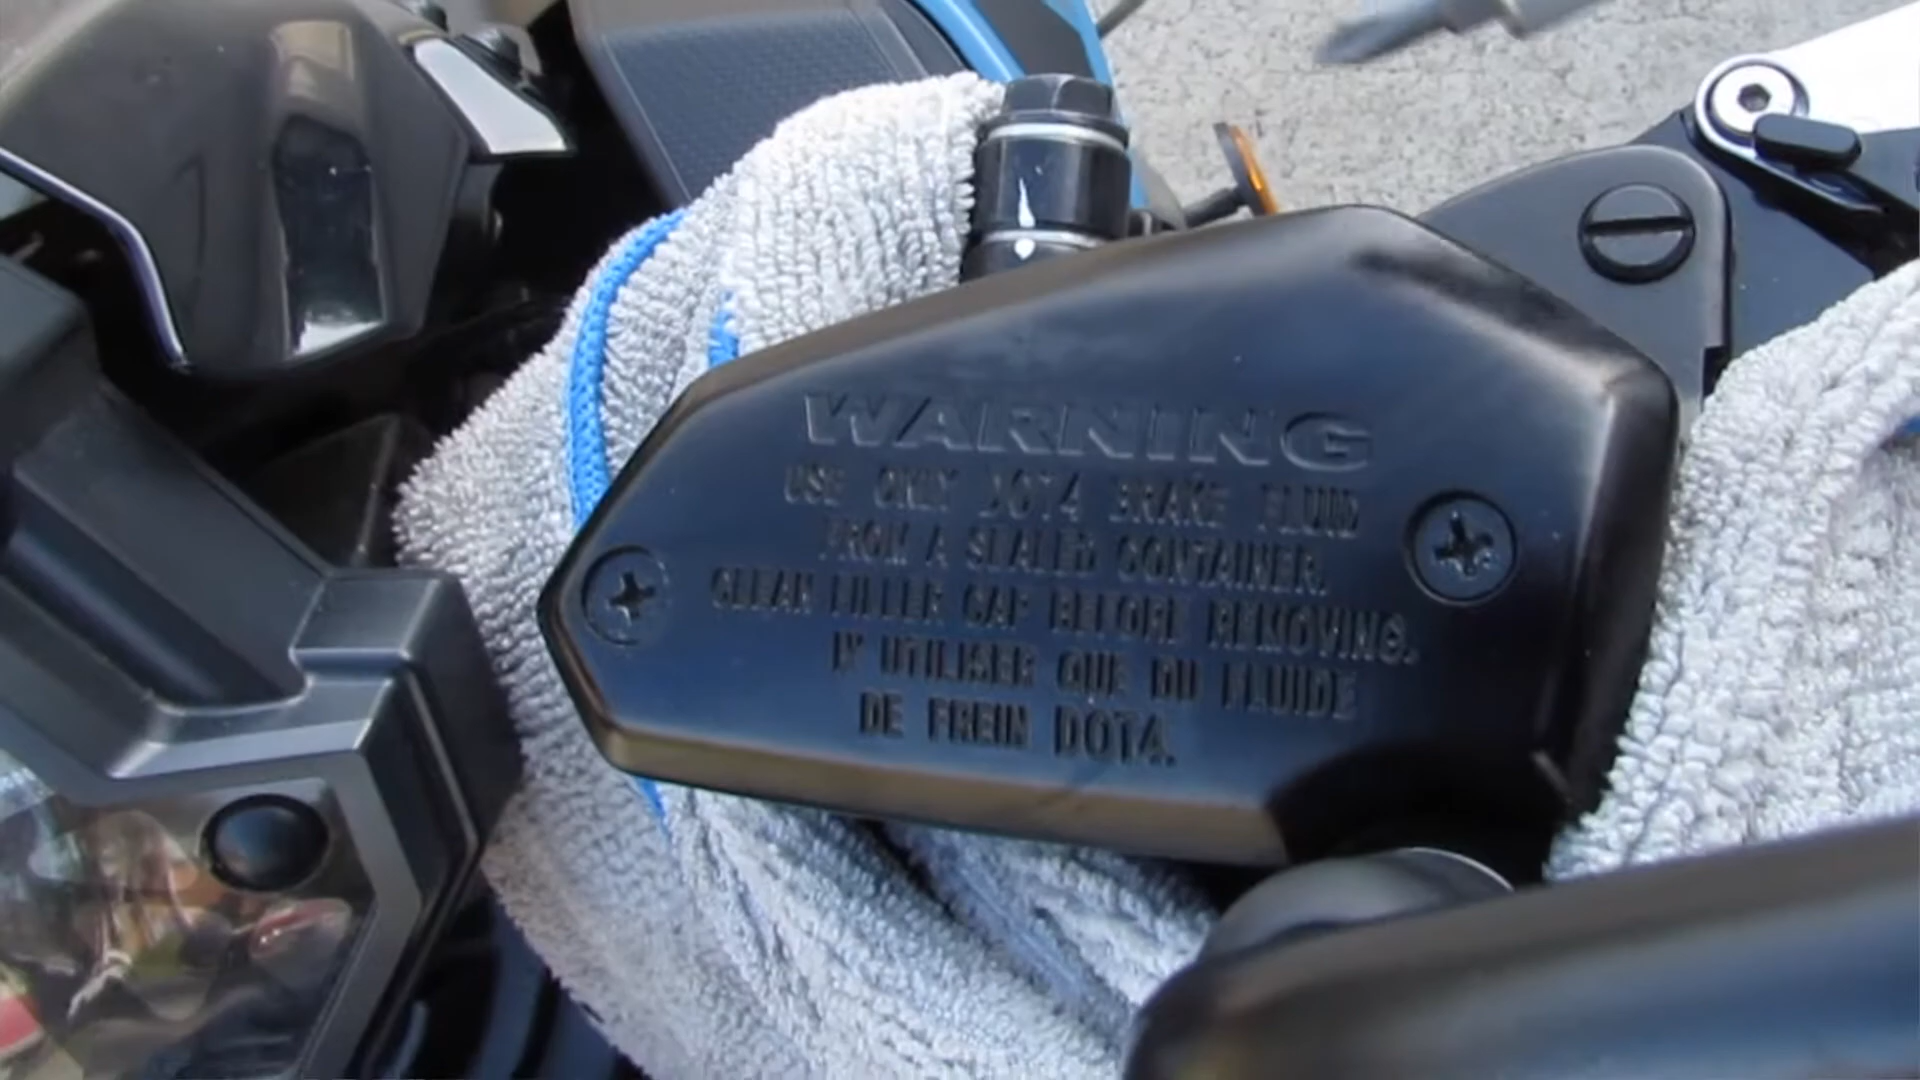 WARNING
USE ONLY DOT4 BRAKE FLUID
FROM A SEALED CONTAINER.
CLEAN FILLER CAP BEFORE REMOVING.
N' UTILISER QUE DU FLUIDE
DE FREIN DOT4.